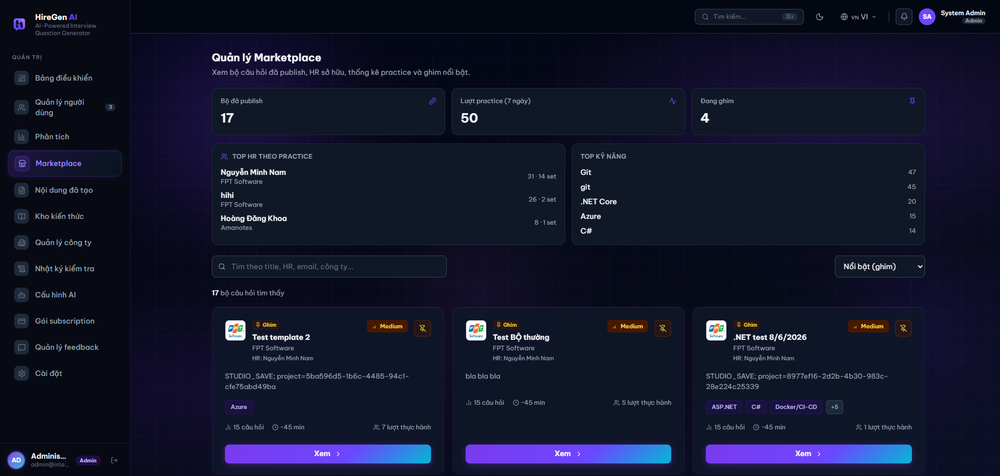 HireGen AI
AI-Powered Interview
Question Generator
Tìm kiếm...
⌘K
VN VI
SA
System Admin
Admin
QUẢN TRỊ
Bảng điều khiển
Quản lý người
dùng
3
Phân tích
Marketplace
Nội dung đã tạo
Kho kiến thức
Quản lý công ty
Nhật ký kiểm tra
Cấu hình AI
Gói subscription
Quản lý feedback
Cài đặt
AD
Adminis...
admin@inte...
Admin
Quản lý Marketplace
Xem bộ câu hỏi đã publish, HR sở hữu, thống kê practice và ghim nổi bật.
Bộ đã publish
17
Lượt practice (7 ngày)
50
Đang ghim
4
TOP HR THEO PRACTICE
Nguyễn Minh Nam
FPT Software
31 · 14 set
hihi
FPT Software
26 · 2 set
Hoàng Đăng Khoa
Amanotes
8 · 1 set
TOP KỸ NĂNG
Git 47
git 45
.NET Core 20
Azure 15
C# 14
Tìm theo title, HR, email, công ty...
Nổi bật (ghim)
17 bộ câu hỏi tìm thấy
FPT Software
Ghim
Medium
Test template 2
FPT Software
HR: Nguyễn Minh Nam
STUDIO_SAVE; project=5ba596d5-1b6c-4485-94c1-
cfe75abd49ba
Azure
15 câu hỏi ~45 min 7 lượt thực hành
Xem
FPT Software
Ghim
Medium
Test BỘ thường
FPT Software
HR: Nguyễn Minh Nam
bla bla bla
15 câu hỏi ~45 min 5 lượt thực hành
Xem
FPT Software
Ghim
Medium
.NET test 8/6/2026
FPT Software
HR: Nguyễn Minh Nam
STUDIO_SAVE; project=8977ef16-2d2b-4b30-983c-
28e224c25339
ASP.NET C# Docker/CI-CD +5
15 câu hỏi ~45 min 1 lượt thực hành
Xem